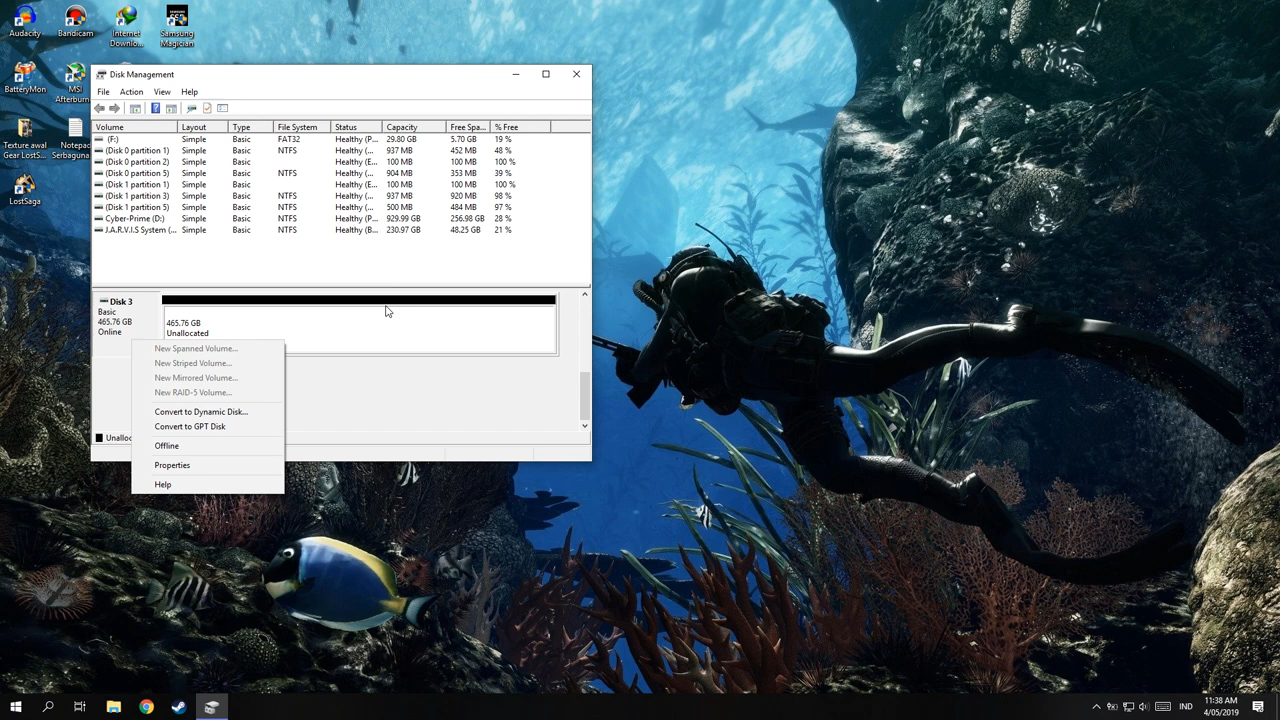 Audacity
Bandicam
Internet
Downlo...
SAMSUNG
SSD
Samsung
Magician
BatteryMon
MSI
Afterburn
Texture awal
Gear LostS...
Notepa
Serbaguna
LostSaga
Disk Management
File Action View Help
Volume Layout Type File System Status Capacity Free Spa... % Free
(F:) Simple Basic FAT32 Healthy (P... 29.80 GB 5.70 GB 19 %
(Disk 0 partition 1) Simple Basic NTFS Healthy (... 937 MB 452 MB 48 %
(Disk 0 partition 2) Simple Basic Healthy (E... 100 MB 100 MB 100 %
(Disk 0 partition 5) Simple Basic NTFS Healthy (... 904 MB 353 MB 39 %
(Disk 1 partition 1) Simple Basic Healthy (E... 100 MB 100 MB 100 %
(Disk 1 partition 3) Simple Basic NTFS Healthy (... 937 MB 920 MB 98 %
(Disk 1 partition 5) Simple Basic NTFS Healthy (... 500 MB 484 MB 97 %
Cyber-Prime (D:) Simple Basic NTFS Healthy (P... 929.99 GB 256.98 GB 28 %
J.A.R.V.I.S System (... Simple Basic NTFS Healthy (B... 230.97 GB 48.25 GB 21 %
Disk 3
Basic
465.76 GB
Online
465.76 GB
Unallocated
New Spanned Volume...
New Striped Volume...
New Mirrored Volume...
New RAID-5 Volume...
Convert to Dynamic Disk...
Convert to GPT Disk
Offline
Properties
Help
Unalloc
IND
11:38 AM
4/05/2019